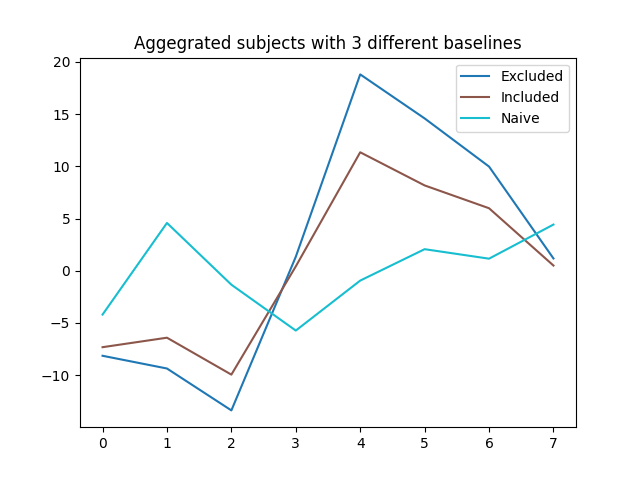 Aggegrated subjects with 3 different baselines
20
15
10
5
0
−5
−10
Excluded
Included
Naive
0 1 2 3 4 5 6 7